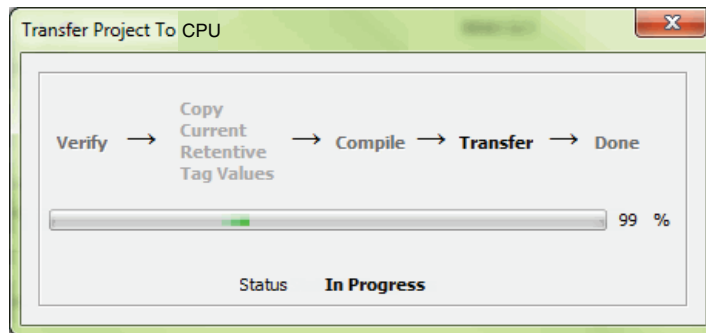 Transfer Project To CPU
Copy
Current
Verify → Retentive → Compile → Transfer → Done
Tag Values
99 %
Status In Progress